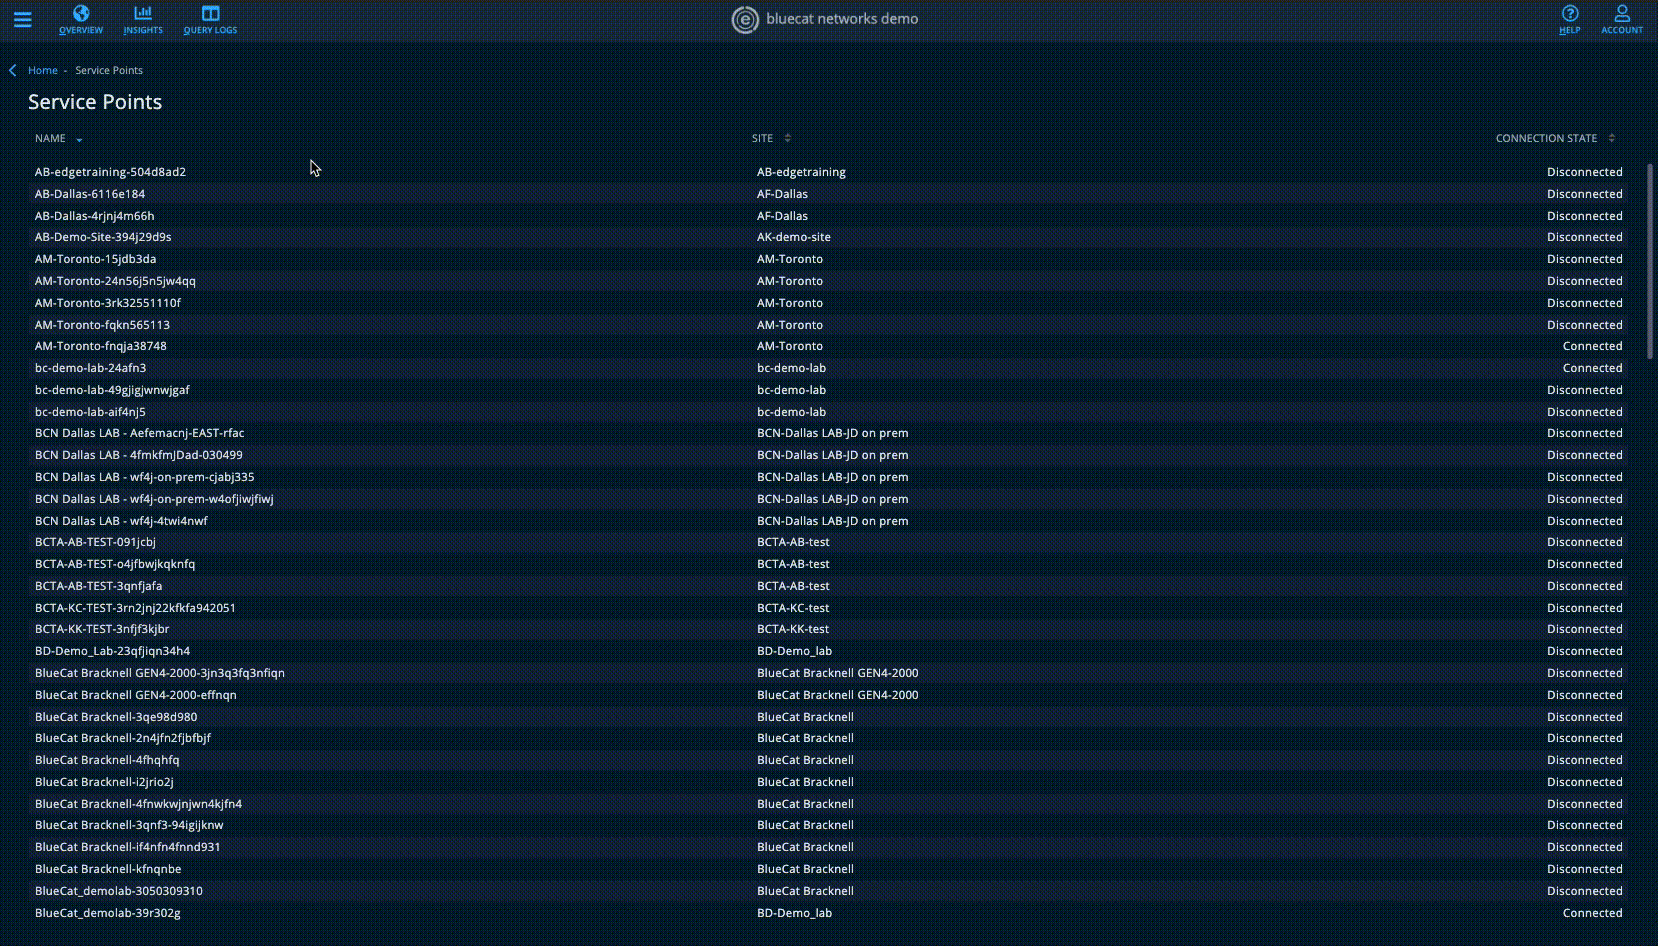 OVERVIEW INSIGHTS QUERY LOGS bluecat networks demo HELP ACCOUNT
Home - Service Points
Service Points
NAME SITE CONNECTION STATE
AB-edgetraining-504d8ad2 AB-edgetraining Disconnected
AB-Dallas-6116e184 AF-Dallas Disconnected
AB-Dallas-4rjnj4m66h AF-Dallas Disconnected
AB-Demo-Site-394j29d9s AK-demo-site Disconnected
AM-Toronto-15jdb3da AM-Toronto Disconnected
AM-Toronto-24n56j5n5jw4qq AM-Toronto Disconnected
AM-Toronto-3rk32551110f AM-Toronto Disconnected
AM-Toronto-fqkn565113 AM-Toronto Disconnected
AM-Toronto-fnqja38748 AM-Toronto Connected
bc-demo-lab-24afn3 bc-demo-lab Connected
bc-demo-lab-49gjigjwnwjgaf bc-demo-lab Disconnected
bc-demo-lab-aif4nj5 bc-demo-lab Disconnected
BCN Dallas LAB - Aefemacnj-EAST-rfac BCN-Dallas LAB-JD on prem Disconnected
BCN Dallas LAB - 4fmkfmJDad-030499 BCN-Dallas LAB-JD on prem Disconnected
BCN Dallas LAB - wf4j-on-prem-cjabj335 BCN-Dallas LAB-JD on prem Disconnected
BCN Dallas LAB - wf4j-on-prem-w4ofjiwjfiwj BCN-Dallas LAB-JD on prem Disconnected
BCN Dallas LAB - wf4j-4twi4nwf BCN-Dallas LAB-JD on prem Disconnected
BCTA-AB-TEST-091jcbj BCTA-AB-test Disconnected
BCTA-AB-TEST-o4jfbwjkqknfq BCTA-AB-test Disconnected
BCTA-AB-TEST-3qnfjafa BCTA-AB-test Disconnected
BCTA-KC-TEST-3rn2jnj22kfkfa942051 BCTA-KC-test Disconnected
BCTA-KK-TEST-3nfjf3kjbr BCTA-KK-test Disconnected
BD-Demo_Lab-23qfjiqn34h4 BD-Demo_lab Disconnected
BlueCat Bracknell GEN4-2000-3jn3q3fq3nfiqn BlueCat Bracknell GEN4-2000 Disconnected
BlueCat Bracknell GEN4-2000-effnqn BlueCat Bracknell GEN4-2000 Disconnected
BlueCat Bracknell-3qe98d980 BlueCat Bracknell Disconnected
BlueCat Bracknell-2n4jfn2fjbfbjf BlueCat Bracknell Disconnected
BlueCat Bracknell-4fhqhfq BlueCat Bracknell Disconnected
BlueCat Bracknell-i2jrio2j BlueCat Bracknell Disconnected
BlueCat Bracknell-4fnwkwjnjwn4kjfn4 BlueCat Bracknell Disconnected
BlueCat Bracknell-3qnf3-94igijknw BlueCat Bracknell Disconnected
BlueCat Bracknell-if4nfn4fnnd931 BlueCat Bracknell Disconnected
BlueCat Bracknell-kfnqnbe BlueCat Bracknell Disconnected
BlueCat_demolab-3050309310 BlueCat Bracknell Disconnected
BlueCat_demolab-39r302g BD-Demo_lab Connected